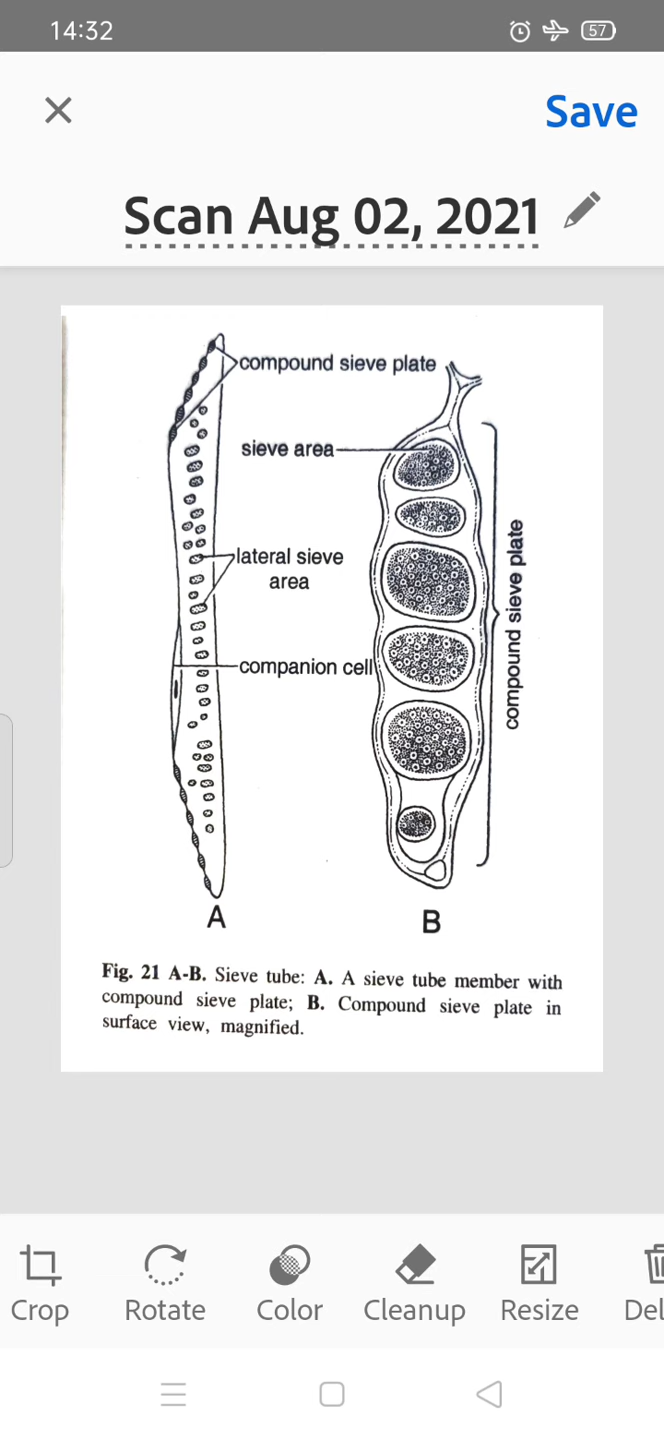 14:32
57
Save
Scan Aug 02, 2021
compound sieve plate
sieve area
lateral sieve
area
companion cell
compound sieve plate
A
B
Fig. 21 A-B. Sieve tube: A. A sieve tube member with
compound sieve plate; B. Compound sieve plate in
surface view, magnified.
Crop
Rotate
Color
Cleanup
Resize
Del